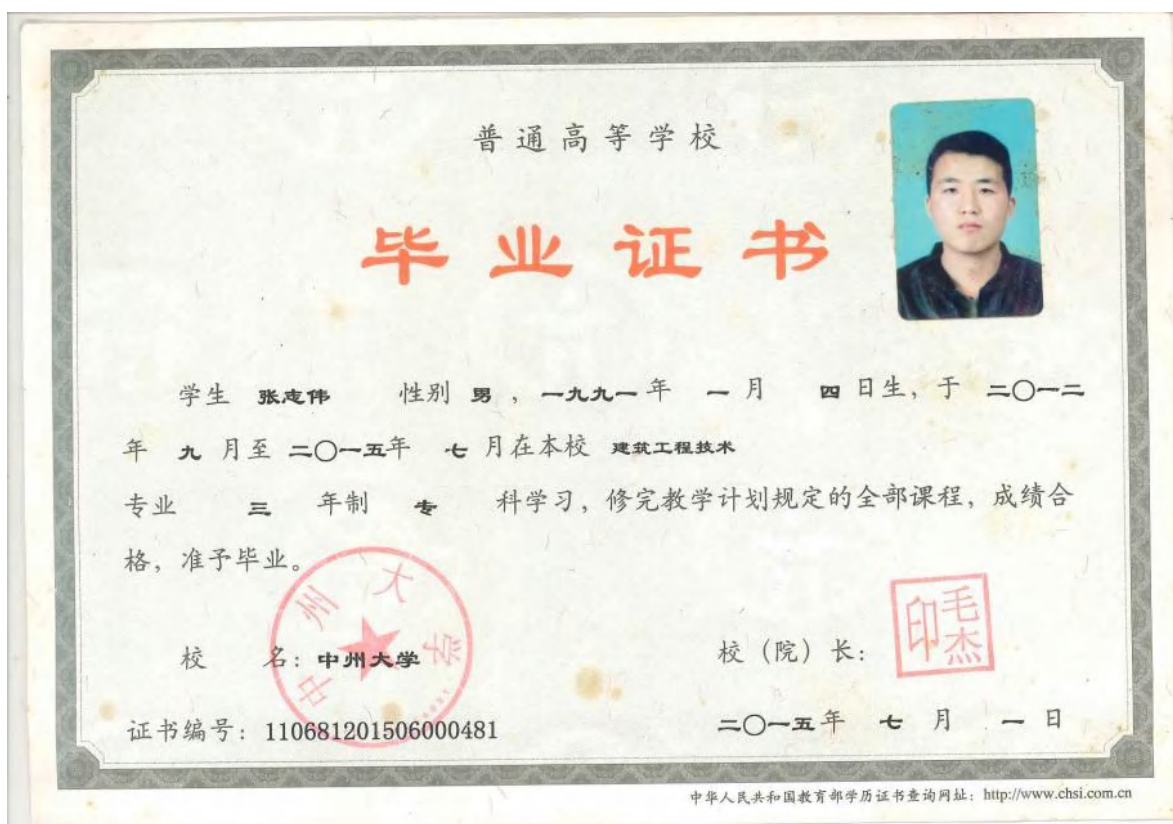 普通高等学校
毕业证书
学生 张志伟 性别 男 ，一九九一 年 一 月 四 日生，于 二〇一二
年 九 月至 二〇一五年 七 月在本校 建筑工程技术
专业 三 年制 专 科学习，修完教学计划规定的全部课程，成绩合
格，准予毕业。
中州大学
校 名：中州大学
校（院）长：
毛杰印
证书编号：110681201506000481
二〇一五年 七 月 一 日
中华人民共和国教育部学历证书查询网址：http://www.chsi.com.cn